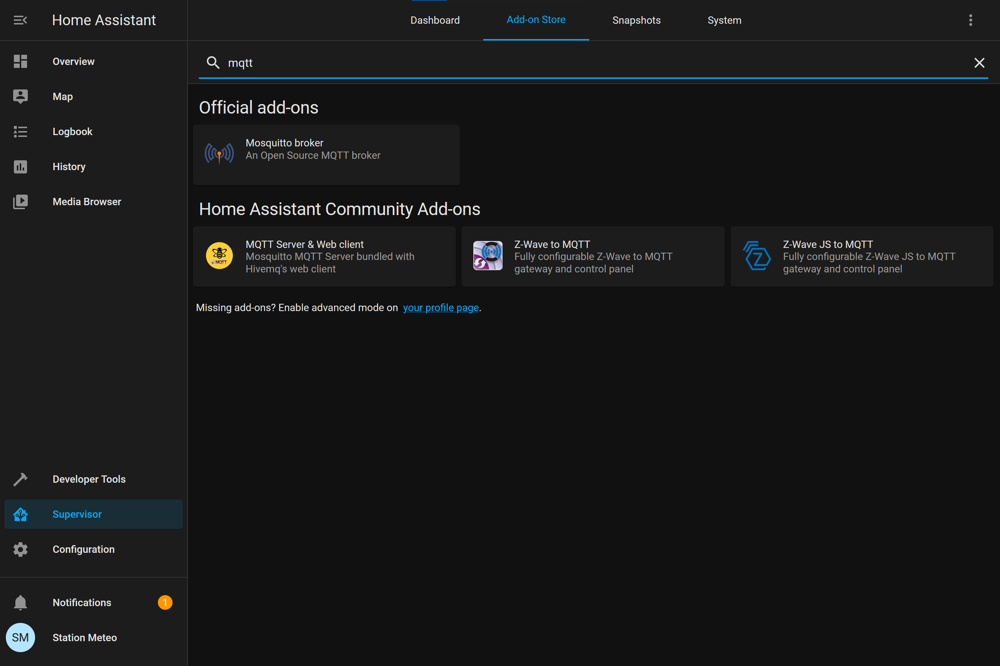 Home Assistant
Dashboard
Add-on Store
Snapshots
System
Overview
Map
Logbook
History
Media Browser
Developer Tools
Supervisor
Configuration
Notifications
1
SM
Station Meteo
mqtt
Official add-ons
Mosquitto broker
An Open Source MQTT broker
Home Assistant Community Add-ons
MQTT
MQTT Server & Web client
Mosquitto MQTT Server bundled with
Hivemq's web client
Z-Wave to MQTT
Fully configurable Z-Wave to MQTT
gateway and control panel
Z
Z-Wave JS to MQTT
Fully configurable Z-Wave JS to MQTT
gateway and control panel
Missing add-ons? Enable advanced mode on your profile page.